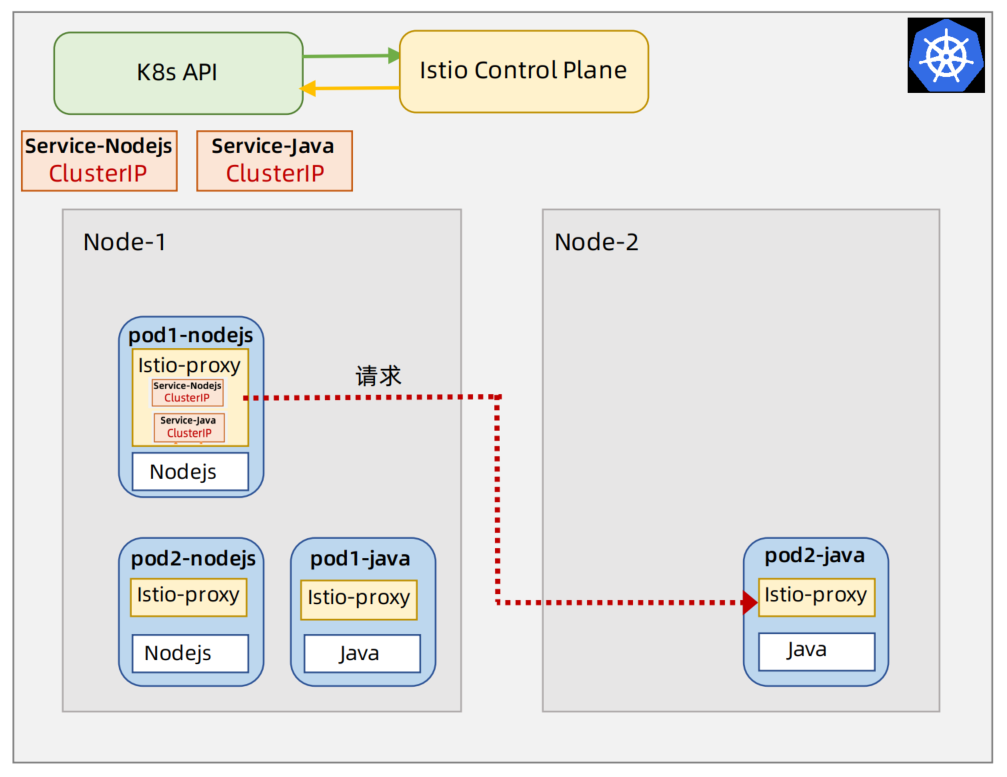 K8s API
Istio Control Plane
Service-Nodejs
ClusterIP
Service-Java
ClusterIP
Node-1
Node-2
pod1-nodejs
Istio-proxy
Service-Nodejs
ClusterIP
Service-Java
ClusterIP
Nodejs
请求
pod2-nodejs
Istio-proxy
Nodejs
pod1-java
Istio-proxy
Java
pod2-java
Istio-proxy
Java